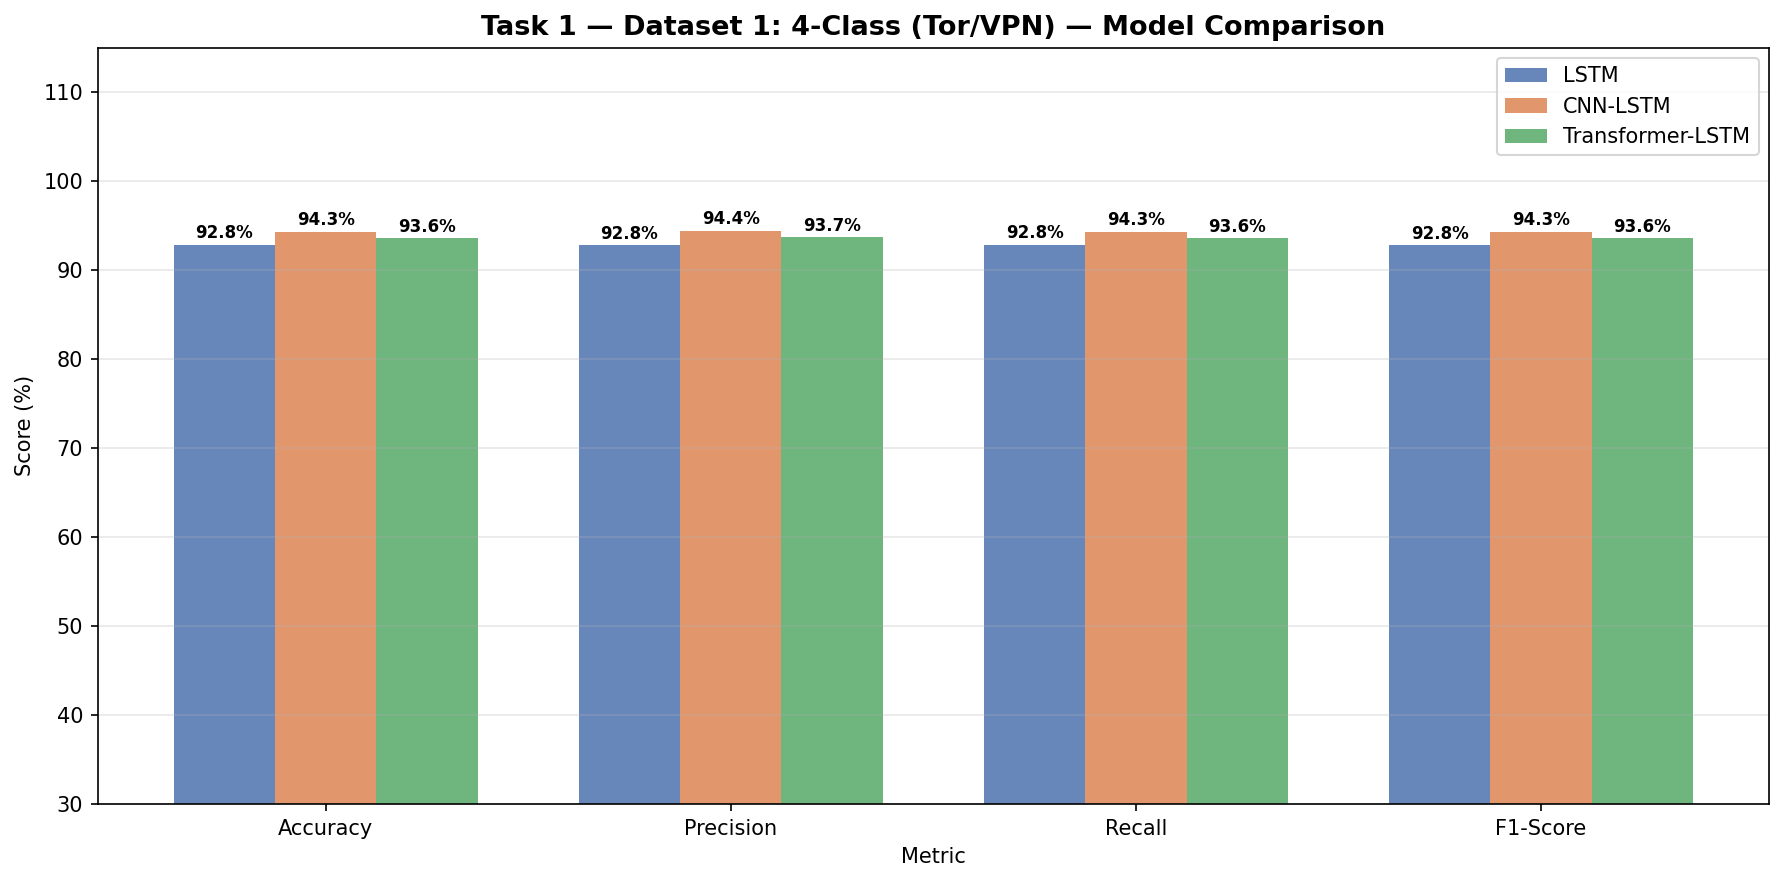 Task 1 — Dataset 1: 4-Class (Tor/VPN) — Model Comparison
LSTM
CNN-LSTM
Transformer-LSTM
110
100
90
80
70
60
50
40
30
Score (%)
92.8% 94.3% 93.6% 92.8% 94.4% 93.7% 92.8% 94.3% 93.6% 92.8% 94.3% 93.6%
Accuracy Precision Recall F1-Score
Metric